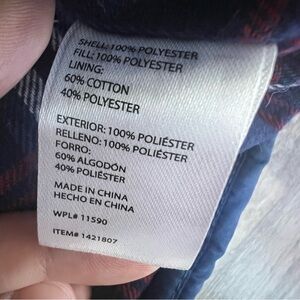 SHELL: 100% POLYESTER
FILL: 100% POLYESTER
LINING:
60% COTTON
40% POLYESTER
EXTERIOR: 100% POLIÉSTER
RELLENO: 100% POLIÉSTER
FORRO:
60% ALGODÓN
40% POLIÉSTER
MADE IN CHINA
HECHO EN CHINA
WPL# 11590
ITEM# 1421807